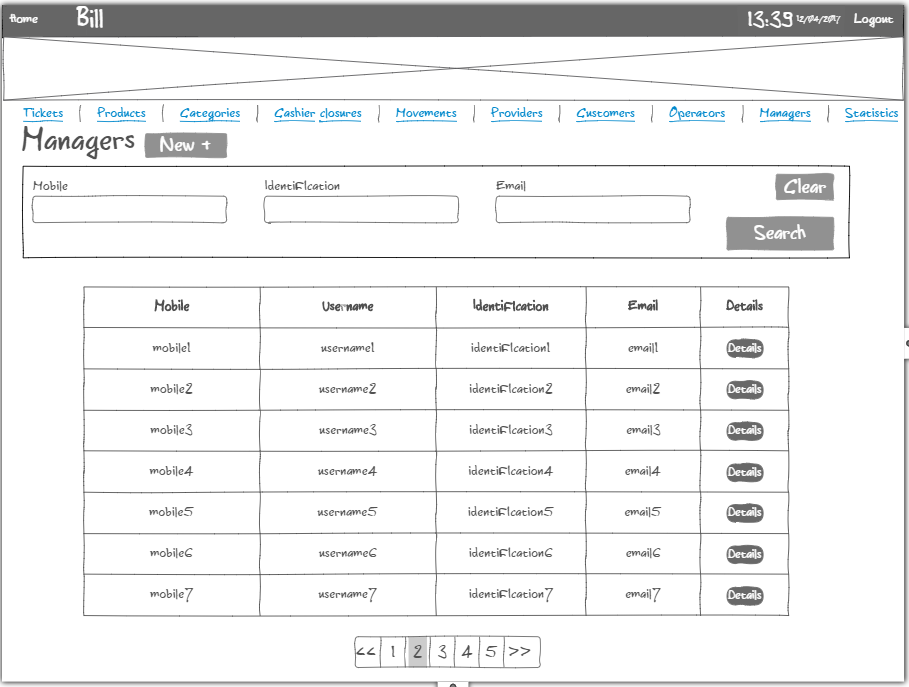 Home Bill 13:39 12/04/2017 Logout
Tickets | Products | Categories | Cashier closures | Movements | Providers | Customers | Operators | Managers | Statistics
Managers New +
Mobile Identification Email Clear
Search
Mobile Username Identification Email Details
mobile1 username1 identification1 email1 Details
mobile2 username2 identification2 email2 Details
mobile3 username3 identification3 email3 Details
mobile4 username4 identification4 email4 Details
mobile5 username5 identification5 email5 Details
mobile6 username6 identification6 email6 Details
mobile7 username7 identification7 email7 Details
<< 1 2 3 4 5 >>